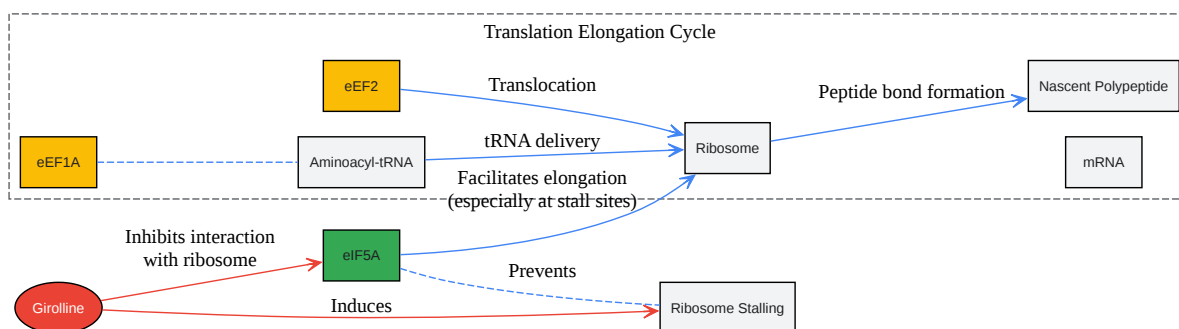 Translation Elongation Cycle
eEF2
Translocation
Peptide bond formation
Nascent Polypeptide
eEF1A
Aminoacyl-tRNA
tRNA delivery
Ribosome
mRNA
Facilitates elongation
(especially at stall sites)
Inhibits interaction
with ribosome
eIF5A
Prevents
Girolline
Induces
Ribosome Stalling